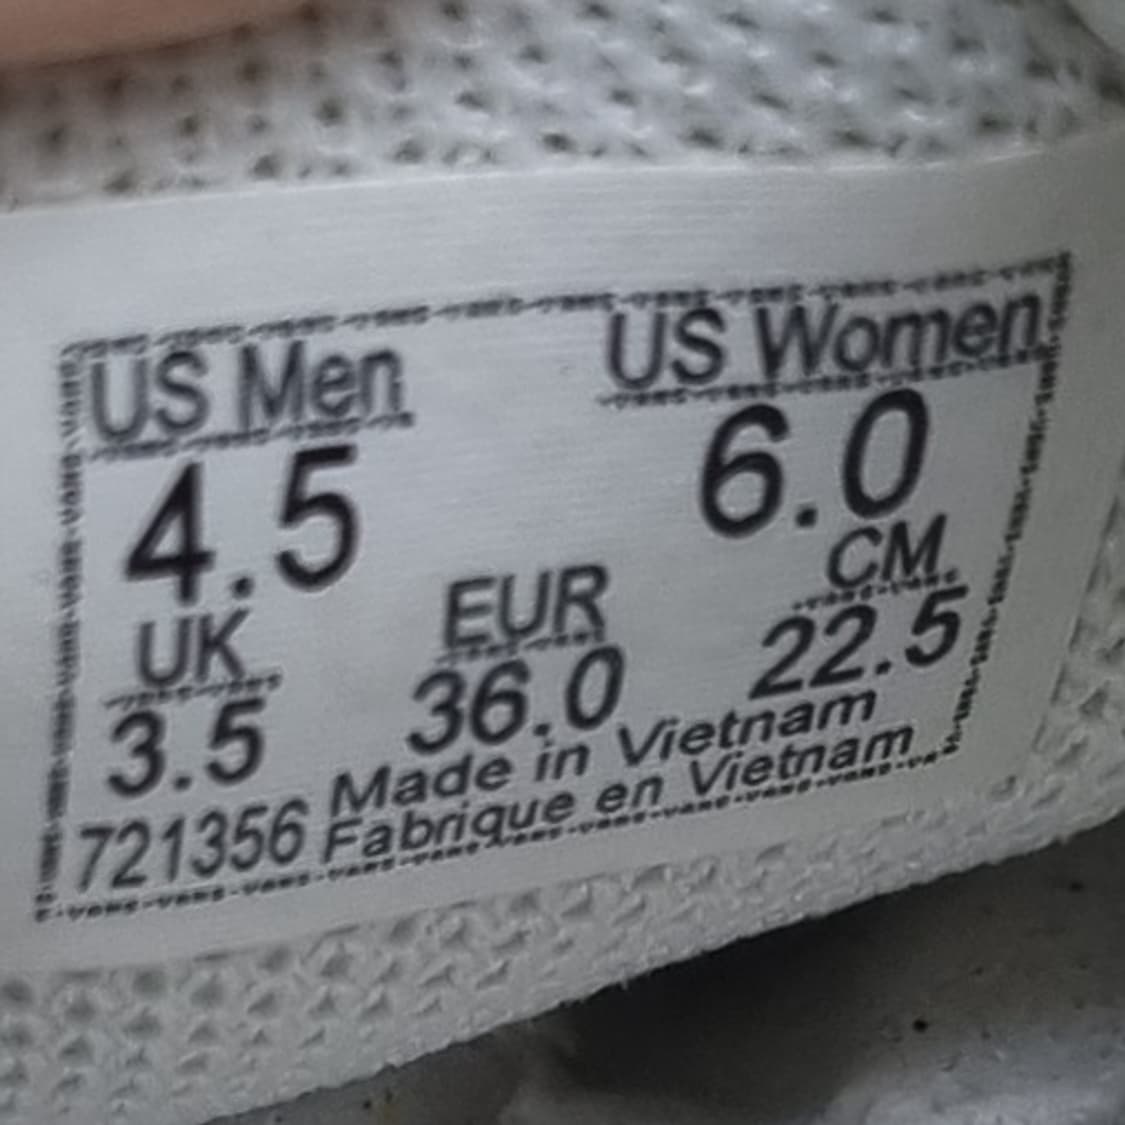 US Men US Women
4.5 6.0
UK EUR CM
3.5 36.0 22.5
Made in Vietnam
721356 Fabrique en Vietnam